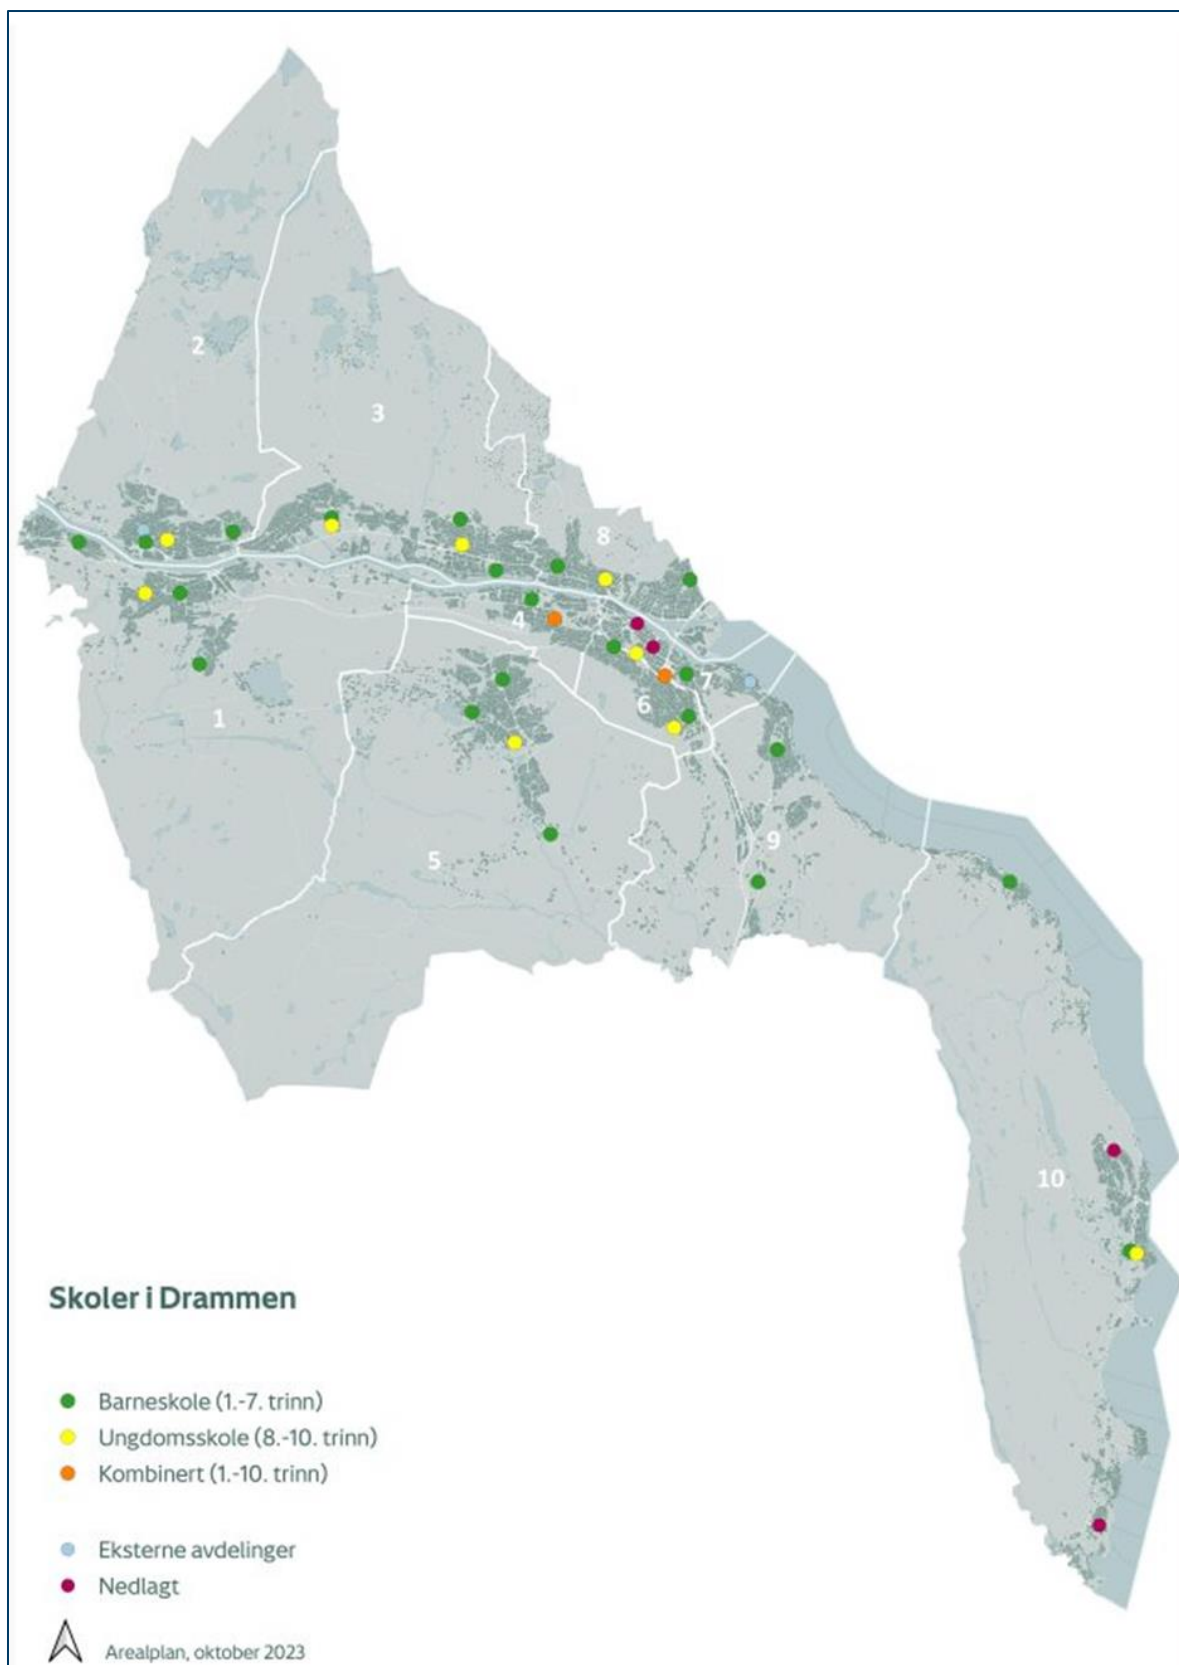 2
3
8
4
7
6
1
9
5
10
Skoler i Drammen
Barneskole (1.-7. trinn)
Ungdomsskole (8.-10. trinn)
Kombinert (1.-10. trinn)
Eksterne avdelinger
Nedlagt
Arealplan, oktober 2023